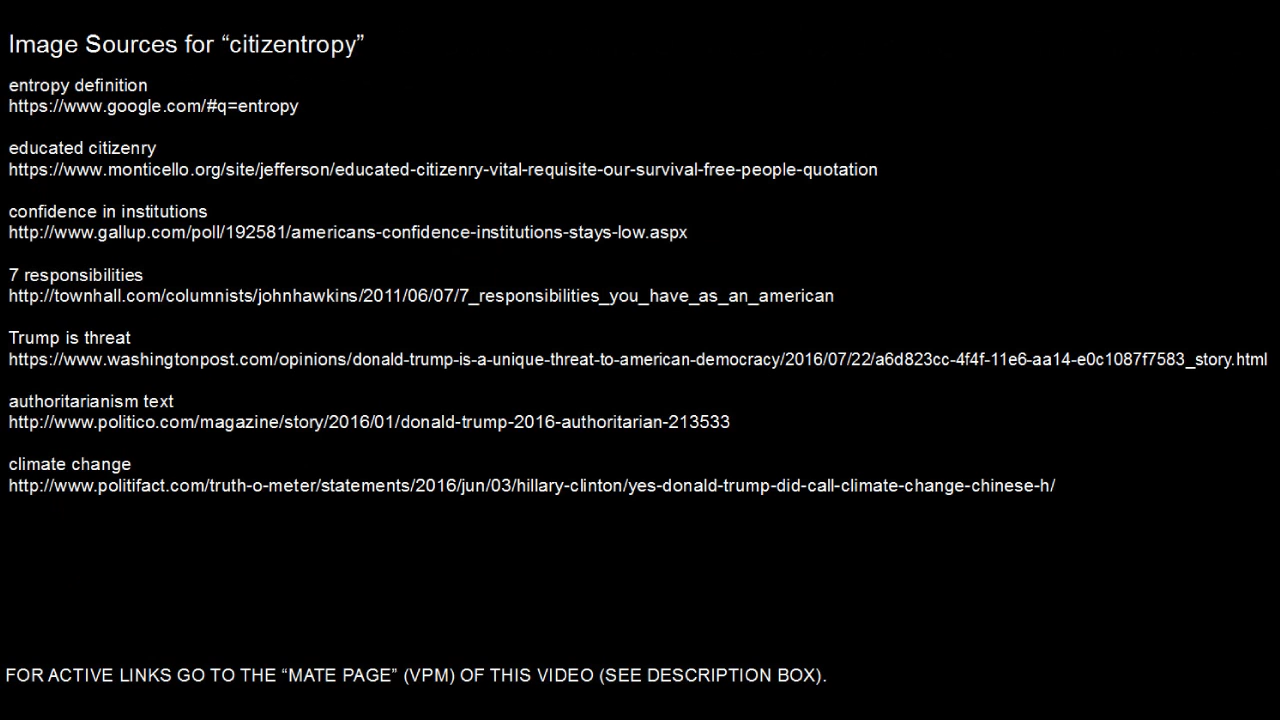 Image Sources for “citizentropy”
entropy definition
https://www.google.com/#q=entropy
educated citizenry
https://www.monticello.org/site/jefferson/educated-citizenry-vital-requisite-our-survival-free-people-quotation
confidence in institutions
http://www.gallup.com/poll/192581/americans-confidence-institutions-stays-low.aspx
7 responsibilities
http://townhall.com/columnists/johnhawkins/2011/06/07/7_responsibilities_you_have_as_an_american
Trump is threat
https://www.washingtonpost.com/opinions/donald-trump-is-a-unique-threat-to-american-democracy/2016/07/22/a6d823cc-4f4f-11e6-aa14-e0c1087f7583_story.html
authoritarianism text
http://www.politico.com/magazine/story/2016/01/donald-trump-2016-authoritarian-213533
climate change
http://www.politifact.com/truth-o-meter/statements/2016/jun/03/hillary-clinton/yes-donald-trump-did-call-climate-change-chinese-h/
FOR ACTIVE LINKS GO TO THE “MATE PAGE” (VPM) OF THIS VIDEO (SEE DESCRIPTION BOX).